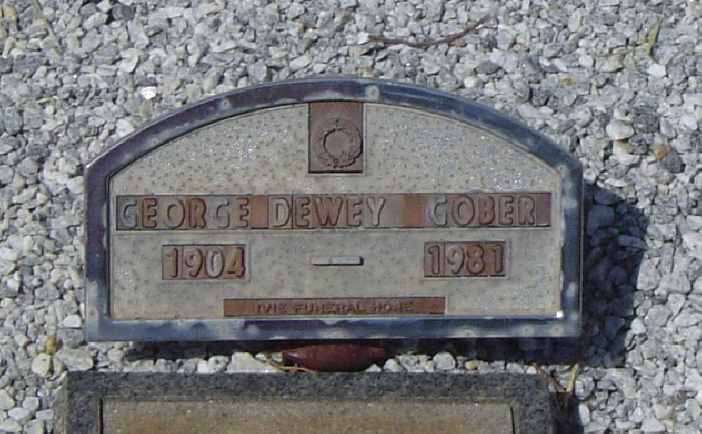 GEORGE DEWEY GOBER
1904 — 1981
IVIE FUNERAL HOME